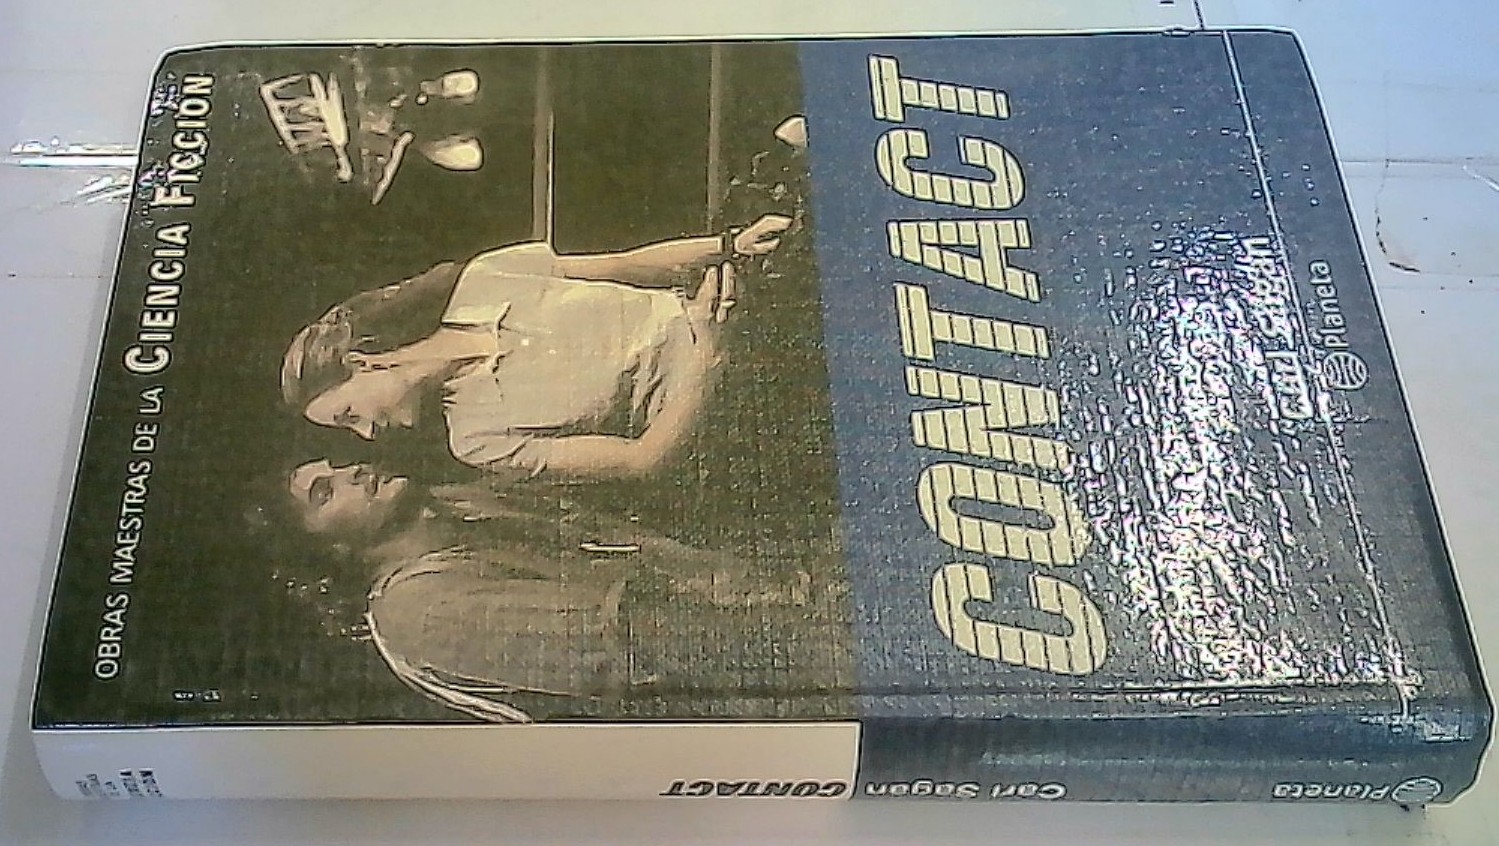 OBRAS MAESTRAS DE LA CIENCIA FICCIÓN
CONTACT
Carl Sagan
Planeta
CONTACT
Carl Sagan
Planeta